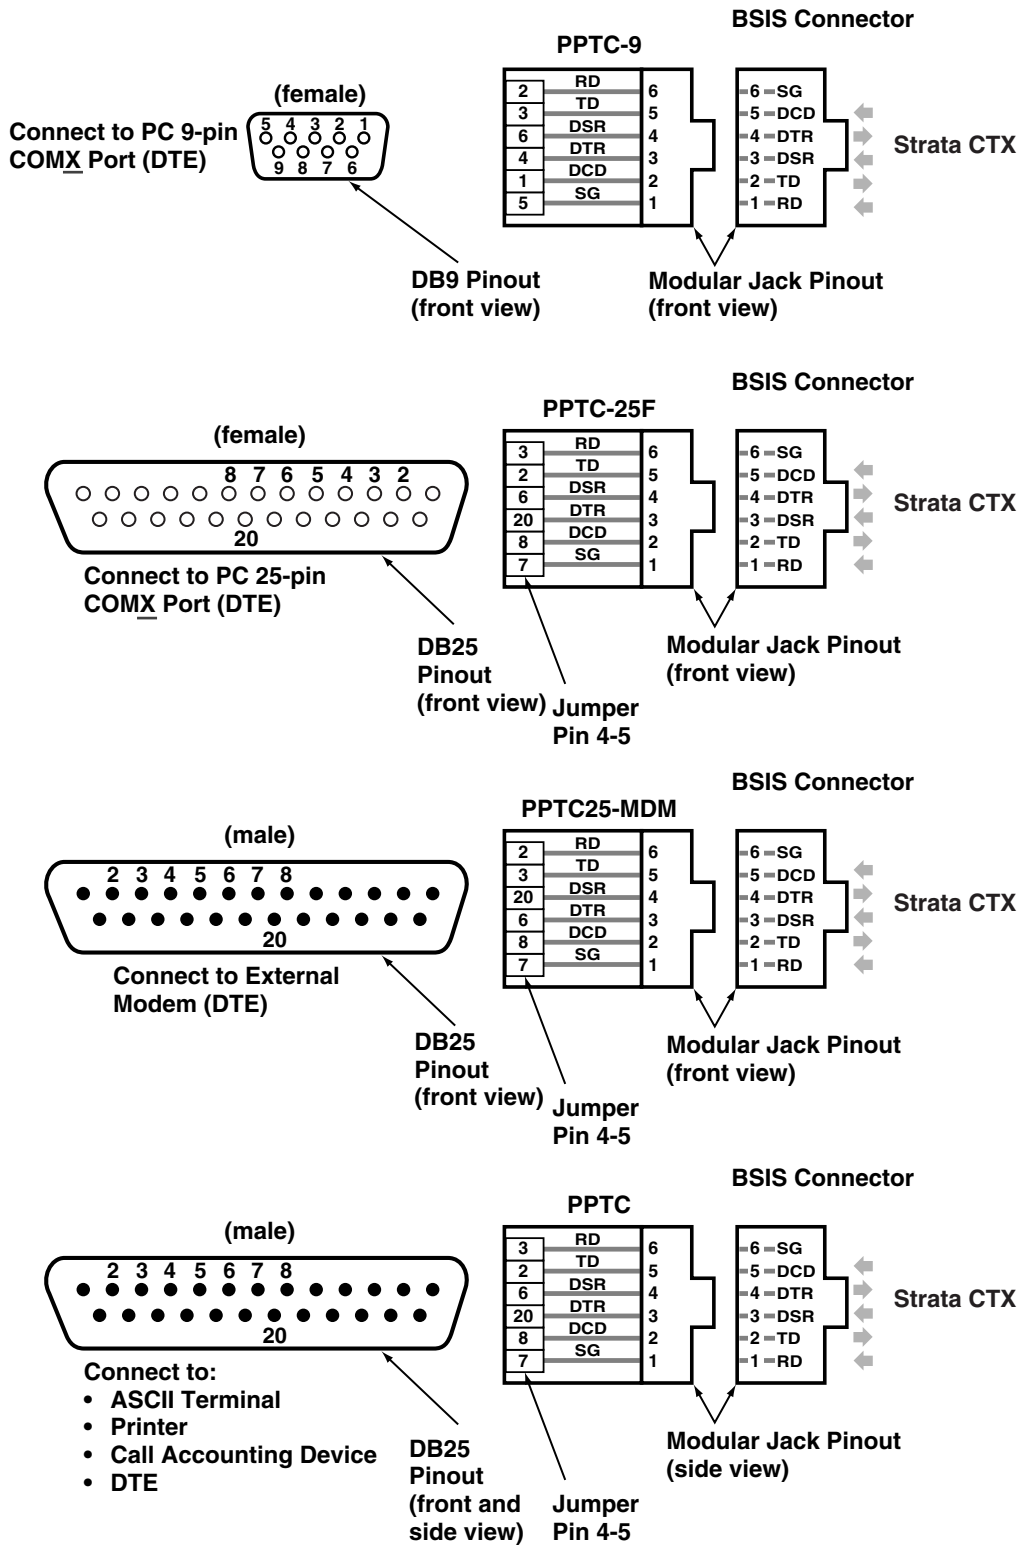 BSIS Connector
PPTC-9
(female)
5 4 3 2 1
9 8 7 6
Connect to PC 9-pin
COMX Port (DTE)
2 RD 6
3 TD 5
6 DSR 4
4 DTR 3
1 DCD 2
5 SG 1
6 SG
5 DCD
4 DTR
3 DSR
2 TD
1 RD
Strata CTX
DB9 Pinout
(front view)
Modular Jack Pinout
(front view)
BSIS Connector
PPTC-25F
(female)
8 7 6 5 4 3 2
20
Connect to PC 25-pin
COMX Port (DTE)
3 RD 6
2 TD 5
6 DSR 4
20 DTR 3
8 DCD 2
7 SG 1
6 SG
5 DCD
4 DTR
3 DSR
2 TD
1 RD
Strata CTX
DB25
Pinout
(front view)
Jumper
Pin 4-5
Modular Jack Pinout
(front view)
BSIS Connector
PPTC25-MDM
(male)
2 3 4 5 6 7 8
20
Connect to External
Modem (DTE)
2 RD 6
3 TD 5
20 DSR 4
6 DTR 3
8 DCD 2
7 SG 1
6 SG
5 DCD
4 DTR
3 DSR
2 TD
1 RD
Strata CTX
DB25
Pinout
(front view)
Jumper
Pin 4-5
Modular Jack Pinout
(front view)
BSIS Connector
PPTC
(male)
2 3 4 5 6 7 8
20
Connect to:
• ASCII Terminal
• Printer
• Call Accounting Device
• DTE
3 RD 6
2 TD 5
6 DSR 4
20 DTR 3
8 DCD 2
7 SG 1
6 SG
5 DCD
4 DTR
3 DSR
2 TD
1 RD
Strata CTX
DB25
Pinout
(front and
side view)
Jumper
Pin 4-5
Modular Jack Pinout
(side view)